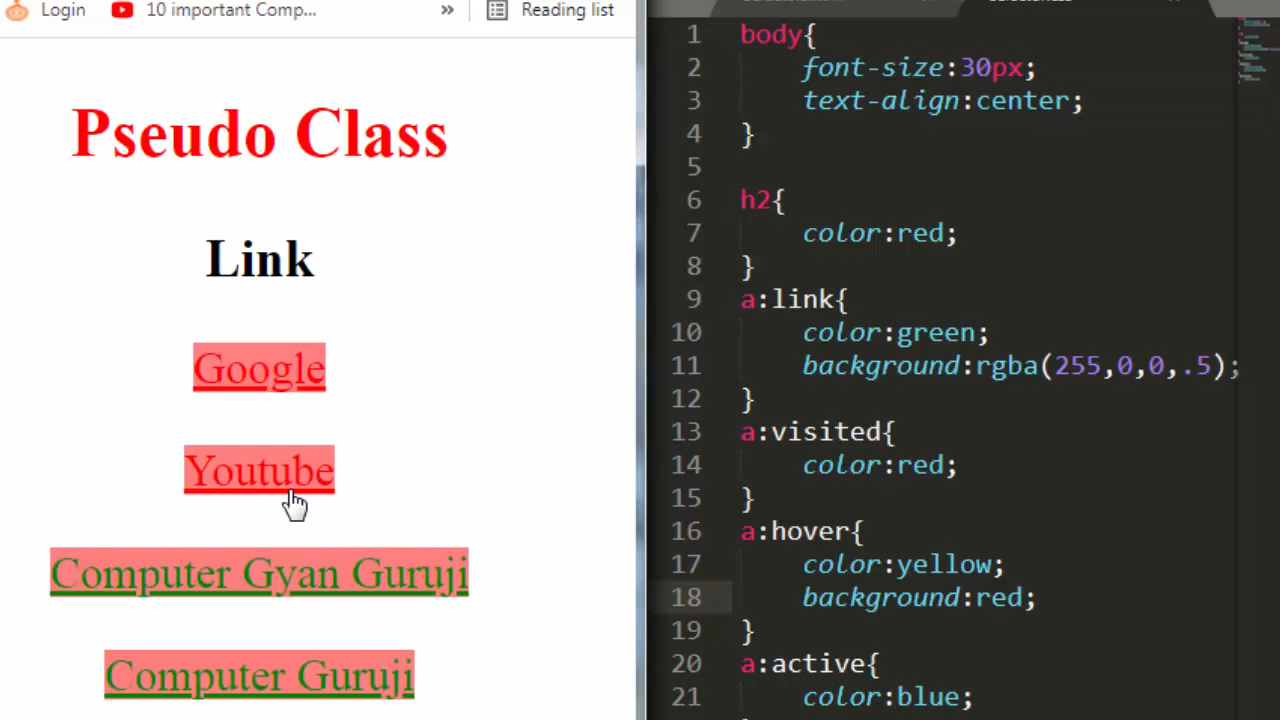 Login 10 important Comp... » Reading list
Pseudo Class
Link
Google
Youtube
Computer Gyan Guruji
Computer Guruji
1 body{
2 font-size:30px;
3 text-align:center;
4 }
5
6 h2{
7 color:red;
8 }
9 a:link{
10 color:green;
11 background:rgba(255,0,0,.5);
12 }
13 a:visited{
14 color:red;
15 }
16 a:hover{
17 color:yellow;
18 background:red;
19 }
20 a:active{
21 color:blue;